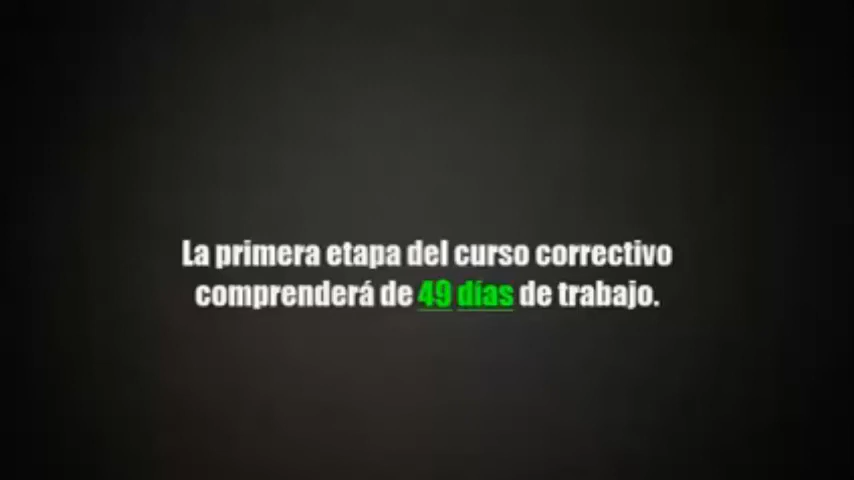 La primera etapa del curso correctivo
comprenderá de 49 días de trabajo.